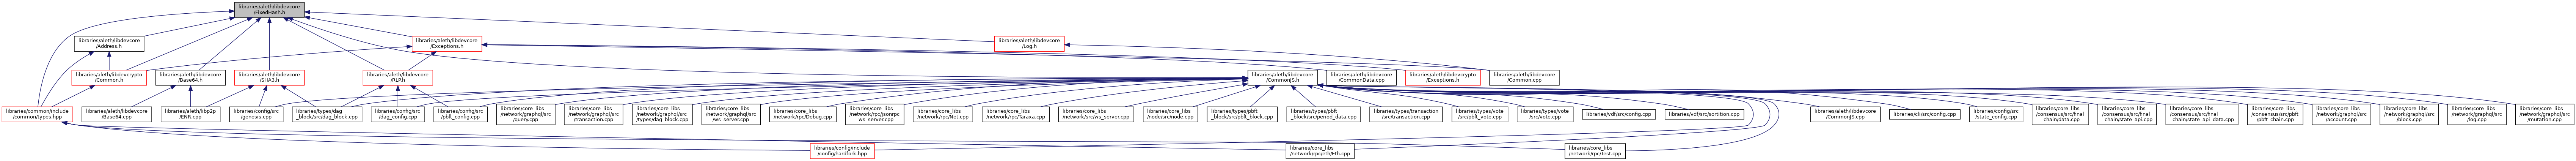 libraries/aleth/libdevcore
/FixedHash.h
libraries/aleth/libdevcore
/Address.h
libraries/aleth/libdevcore
/Exceptions.h
libraries/aleth/libdevcore
/Log.h
libraries/aleth/libdevcrypto
/Common.h
libraries/aleth/libdevcore
/Base64.h
libraries/aleth/libdevcore
/SHA3.h
libraries/aleth/libdevcore
/RLP.h
libraries/aleth/libdevcore
/CommonJS.h
libraries/aleth/libdevcore
/CommonData.cpp
libraries/aleth/libdevcrypto
/Exceptions.h
libraries/aleth/libdevcore
/Common.cpp
libraries/common/include
/common/types.hpp
libraries/aleth/libdevcore
/Base64.cpp
libraries/aleth/libp2p
/ENR.cpp
libraries/config/src
/genesis.cpp
libraries/types/dag
_block/src/dag_block.cpp
libraries/config/src
/dag_config.cpp
libraries/config/src
/pbft_config.cpp
libraries/core_libs
/network/graphql/src
/query.cpp
libraries/core_libs
/network/graphql/src
/transaction.cpp
libraries/core_libs
/network/graphql/src
/types/dag_block.cpp
libraries/core_libs
/network/graphql/src
/ws_server.cpp
libraries/core_libs
/network/rpc/Debug.cpp
libraries/core_libs
/network/rpc/jsonrpc
_ws_server.cpp
libraries/core_libs
/network/rpc/Net.cpp
libraries/core_libs
/network/rpc/Taraxa.cpp
libraries/core_libs
/network/src/ws_server.cpp
libraries/core_libs
/node/src/node.cpp
libraries/types/pbft
_block/src/pbft_block.cpp
libraries/types/pbft
_block/src/period_data.cpp
libraries/types/transaction
/src/transaction.cpp
libraries/types/vote
/src/pbft_vote.cpp
libraries/types/vote
/src/vote.cpp
libraries/vdf/src/config.cpp
libraries/vdf/src/sortition.cpp
libraries/aleth/libdevcore
/CommonJS.cpp
libraries/cli/src/config.cpp
libraries/config/src
/state_config.cpp
libraries/core_libs
/consensus/src/final
_chain/data.cpp
libraries/core_libs
/consensus/src/final
_chain/state_api.cpp
libraries/core_libs
/consensus/src/final
_chain/state_api_data.cpp
libraries/core_libs
/consensus/src/pbft
/pbft_chain.cpp
libraries/core_libs
/network/graphql/src
/account.cpp
libraries/core_libs
/network/graphql/src
/block.cpp
libraries/core_libs
/network/graphql/src
/log.cpp
libraries/core_libs
/network/graphql/src
/mutation.cpp
libraries/config/include
/config/hardfork.hpp
libraries/core_libs
/network/rpc/eth/Eth.cpp
libraries/core_libs
/network/rpc/Test.cpp